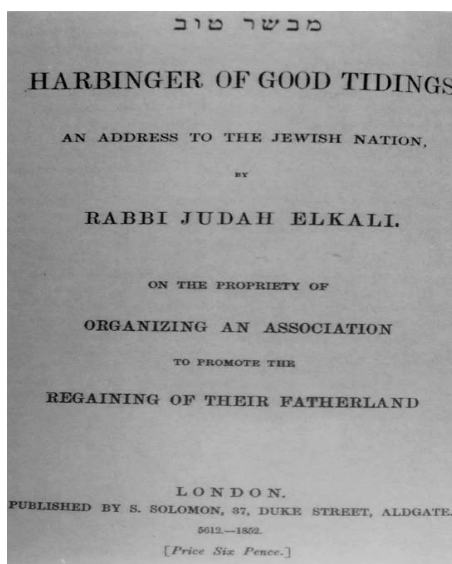 מבשר טוב
HARBINGER OF GOOD TIDINGS
AN ADDRESS TO THE JEWISH NATION,
BY
RABBI JUDAH ELKALI.
ON THE PROPRIETY OF
ORGANIZING AN ASSOCIATION
TO PROMOTE THE
REGAINING OF THEIR FATHERLAND
LONDON.
PUBLISHED BY S. SOLOMON, 37, DUKE STREET, ALDGATE.
5612.—1852.
[Price Six Pence.]